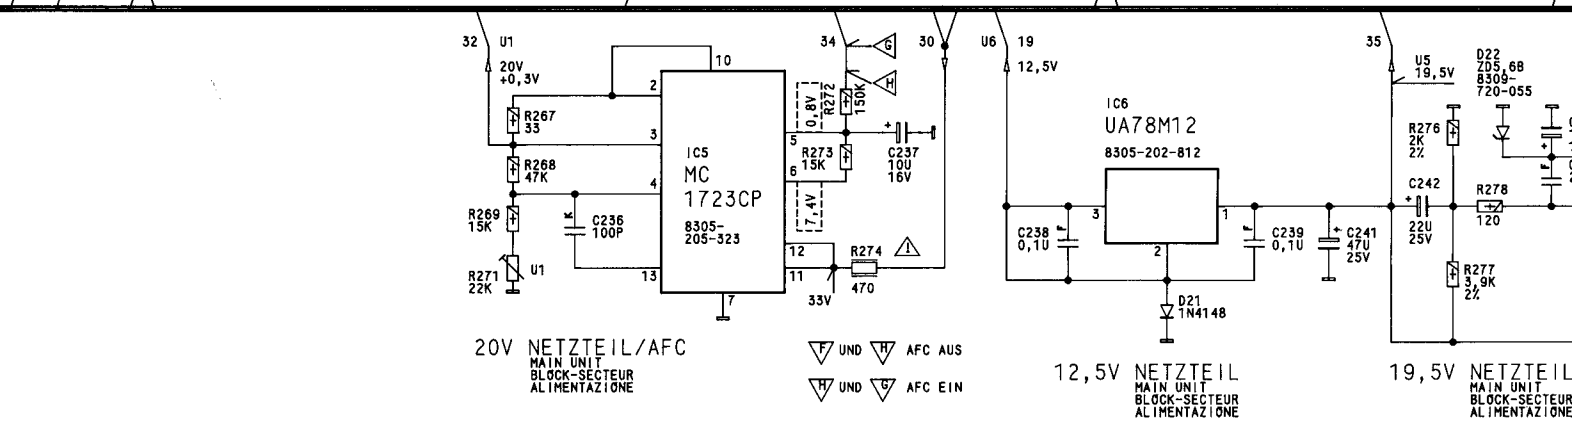 32 U1
20V
+0,3V
R267
33
R268
47K
R269
15K
R271
22K
U1
C236
100P
2
3
4
13
10
IC5
MC
1723CP
8305-
205-323
7
5
6
12
11
0,8V
7,4V
R272
150K
R273
15K
34
G
H
30
C237
10U
16V
R274
470
33V
20V NETZTEIL/AFC
MAIN UNIT
BLOCK-SECTEUR
ALIMENTAZIONE
F UND H AFC AUS
H UND G AFC EIN
U6 19
12,5V
IC6
UA78M12
8305-202-812
3
1
2
C238
0,1U
F
C239
0,1U
F
C241
47U
25V
D21
1N4148
12,5V NETZTEIL
MAIN UNIT
BLOCK-SECTEUR
ALIMENTAZIONE
35
U5
19,5V
D22
ZD5,6B
8309-
720-055
R276
2K
2%
C242
22U
25V
R278
120
R277
3,9K
2%
F
19,5V NETZTEIL
MAIN UNIT
BLOCK-SECTEUR
ALIMENTAZIONE